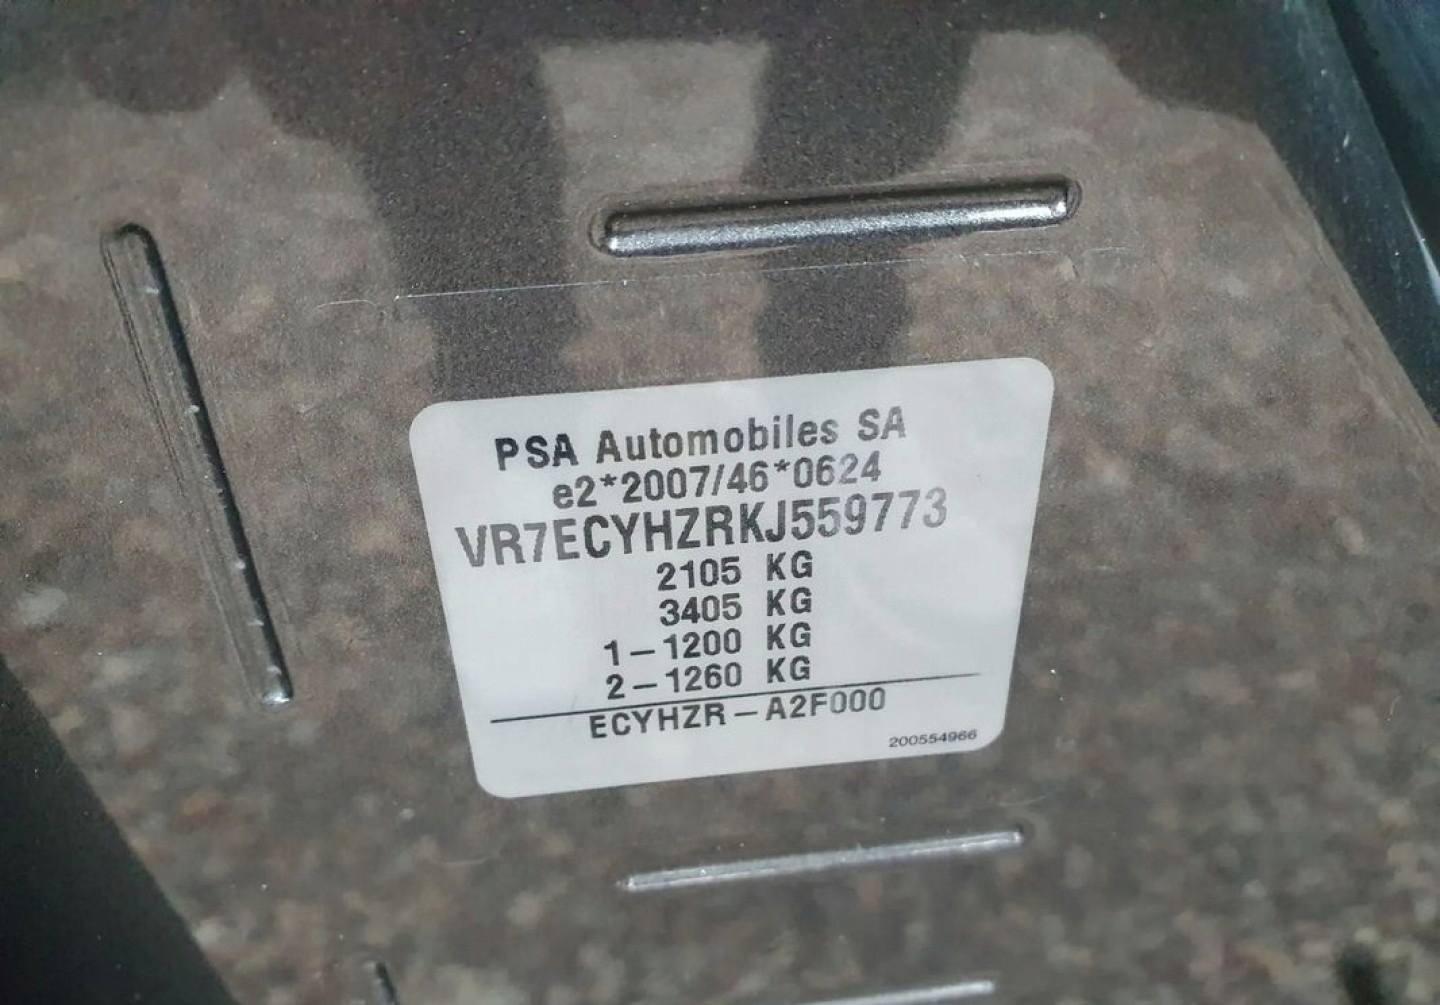 PSA Automobiles SA
e2*2007/46*0624
VR7ECYHZRKJ559773
2105 KG
3405 KG
1-1200 KG
2-1260 KG
ECYHZR-A2F000
200554966